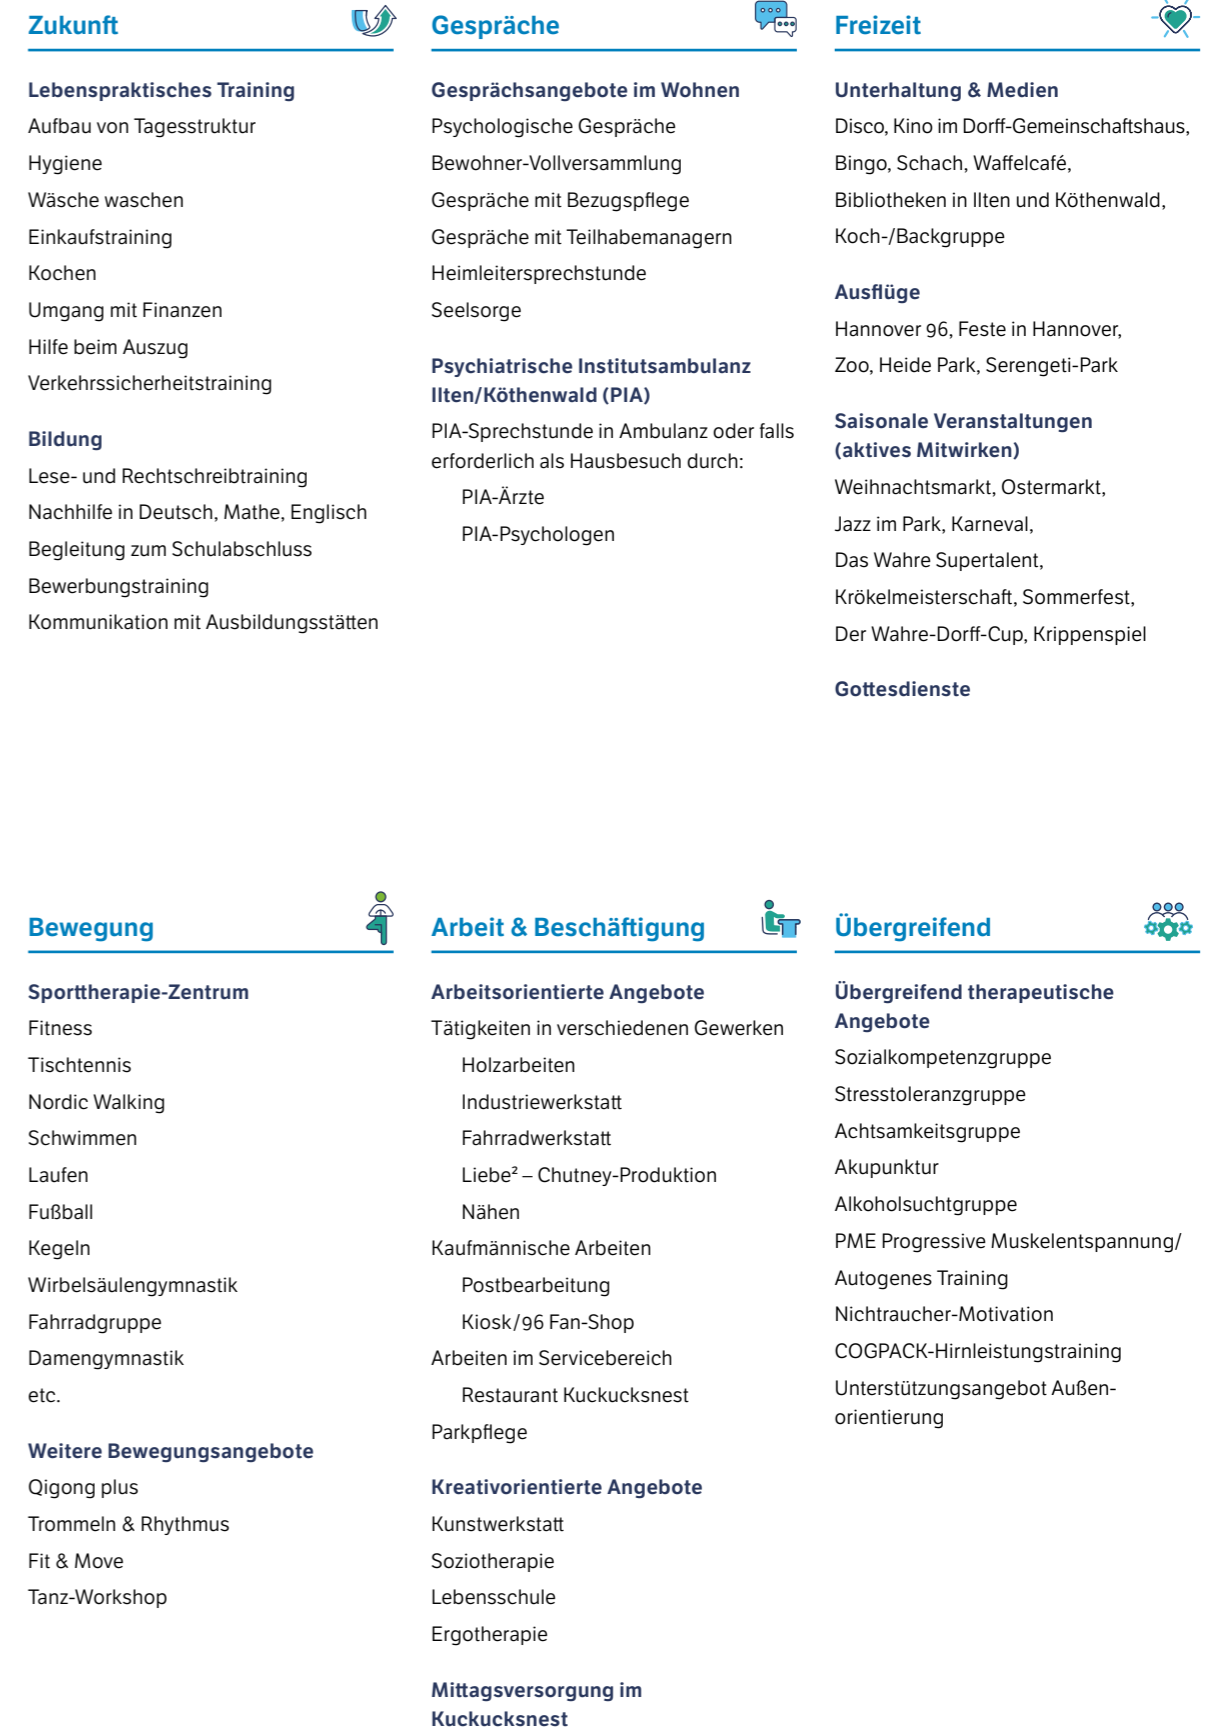 Zukunft
Lebenspraktisches Training
Aufbau von Tagesstruktur
Hygiene
Wäsche waschen
Einkaufstraining
Kochen
Umgang mit Finanzen
Hilfe beim Auszug
Verkehrssicherheitstraining
Bildung
Lese- und Rechtschreibtraining
Nachhilfe in Deutsch, Mathe, Englisch
Begleitung zum Schulabschluss
Bewerbungstraining
Kommunikation mit Ausbildungsstätten
Gespräche
Gesprächsangebote im Wohnen
Psychologische Gespräche
Bewohner-Vollversammlung
Gespräche mit Bezugspflege
Gespräche mit Teilhabemanagern
Heimleitersprechstunde
Seelsorge
Psychiatrische Institutsambulanz
Ilten/Köthenwald (PIA)
PIA-Sprechstunde in Ambulanz oder falls
erforderlich als Hausbesuch durch:
PIA-Ärzte
PIA-Psychologen
Freizeit
Unterhaltung & Medien
Disco, Kino im Dorff-Gemeinschaftshaus,
Bingo, Schach, Waffelcafé,
Bibliotheken in Ilten und Köthenwald,
Koch-/Backgruppe
Ausflüge
Hannover 96, Feste in Hannover,
Zoo, Heide Park, Serengeti-Park
Saisonale Veranstaltungen
(aktives Mitwirken)
Weihnachtsmarkt, Ostermarkt,
Jazz im Park, Karneval,
Das Wahre Supertalent,
Krökelmeisterschaft, Sommerfest,
Der Wahre-Dorff-Cup, Krippenspiel
Gottesdienste
Bewegung
Sporttherapie-Zentrum
Fitness
Tischtennis
Nordic Walking
Schwimmen
Laufen
Fußball
Kegeln
Wirbelsäulengymnastik
Fahrradgruppe
Damengymnastik
etc.
Weitere Bewegungsangebote
Qigong plus
Trommeln & Rhythmus
Fit & Move
Tanz-Workshop
Arbeit & Beschäftigung
Arbeitsorientierte Angebote
Tätigkeiten in verschiedenen Gewerken
Holzarbeiten
Industriewerkstatt
Fahrradwerkstatt
Liebe² – Chutney-Produktion
Nähen
Kaufmännische Arbeiten
Postbearbeitung
Kiosk/96 Fan-Shop
Arbeiten im Servicebereich
Restaurant Kuckucksnest
Parkpflege
Kreativorientierte Angebote
Kunstwerkstatt
Soziotherapie
Lebensschule
Ergotherapie
Mittagsversorgung im
Kuckucksnest
Übergreifend
Übergreifend therapeutische
Angebote
Sozialkompetenzgruppe
Stresstoleranzgruppe
Achtsamkeitsgruppe
Akupunktur
Alkoholsuchtgruppe
PME Progressive Muskelentspannung/
Autogenes Training
Nichtraucher-Motivation
COGPACK-Hirnleistungstraining
Unterstützungsangebot Außen-
orientierung